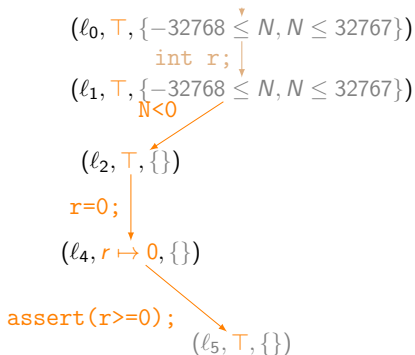 (ℓ₀, ⊤, {−32768 ≤ N, N ≤ 32767})
int r;
(ℓ₁, ⊤, {−32768 ≤ N, N ≤ 32767})
N<0
(ℓ₂, ⊤, {})
r=0;
(ℓ₄, r ↦ 0, {})
assert(r>=0);
(ℓ₅, ⊤, {})